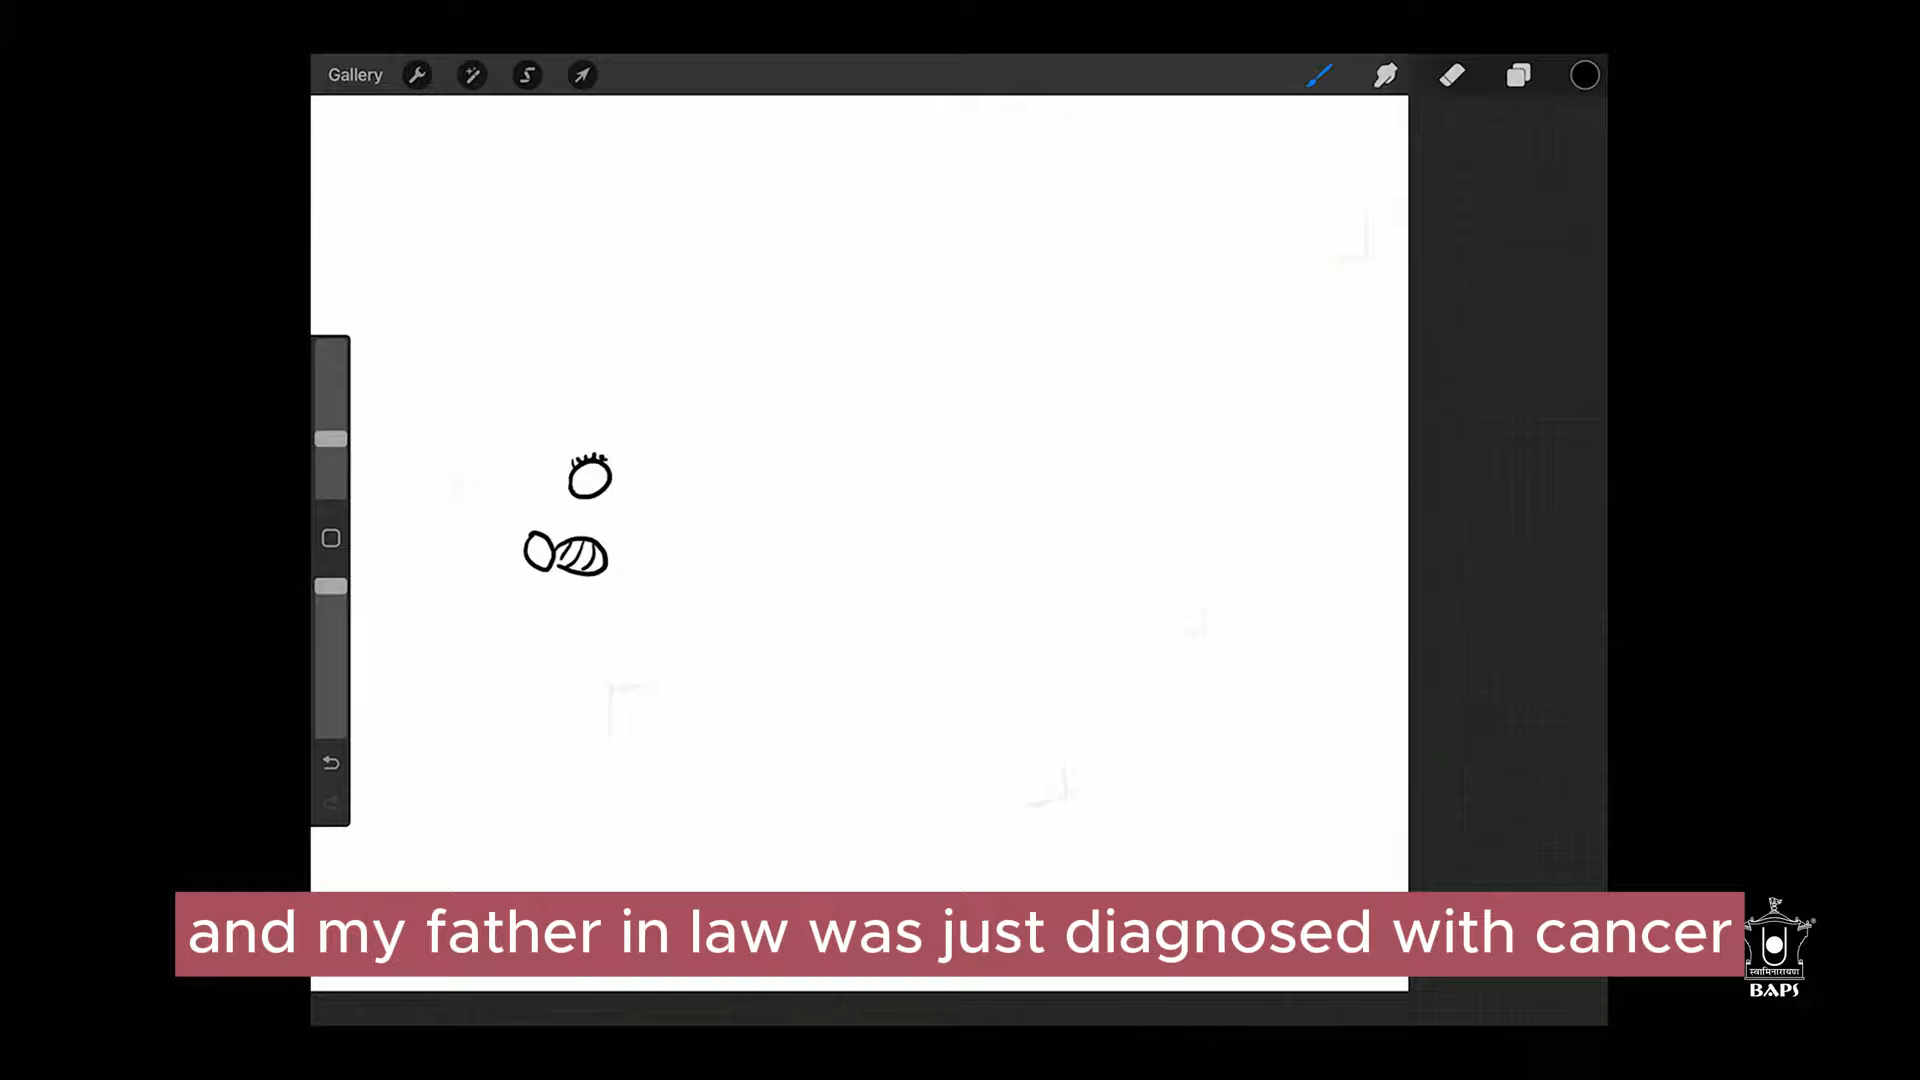 Gallery
and my father in law was just diagnosed with cancer
स्वामिनारायण
BAPS